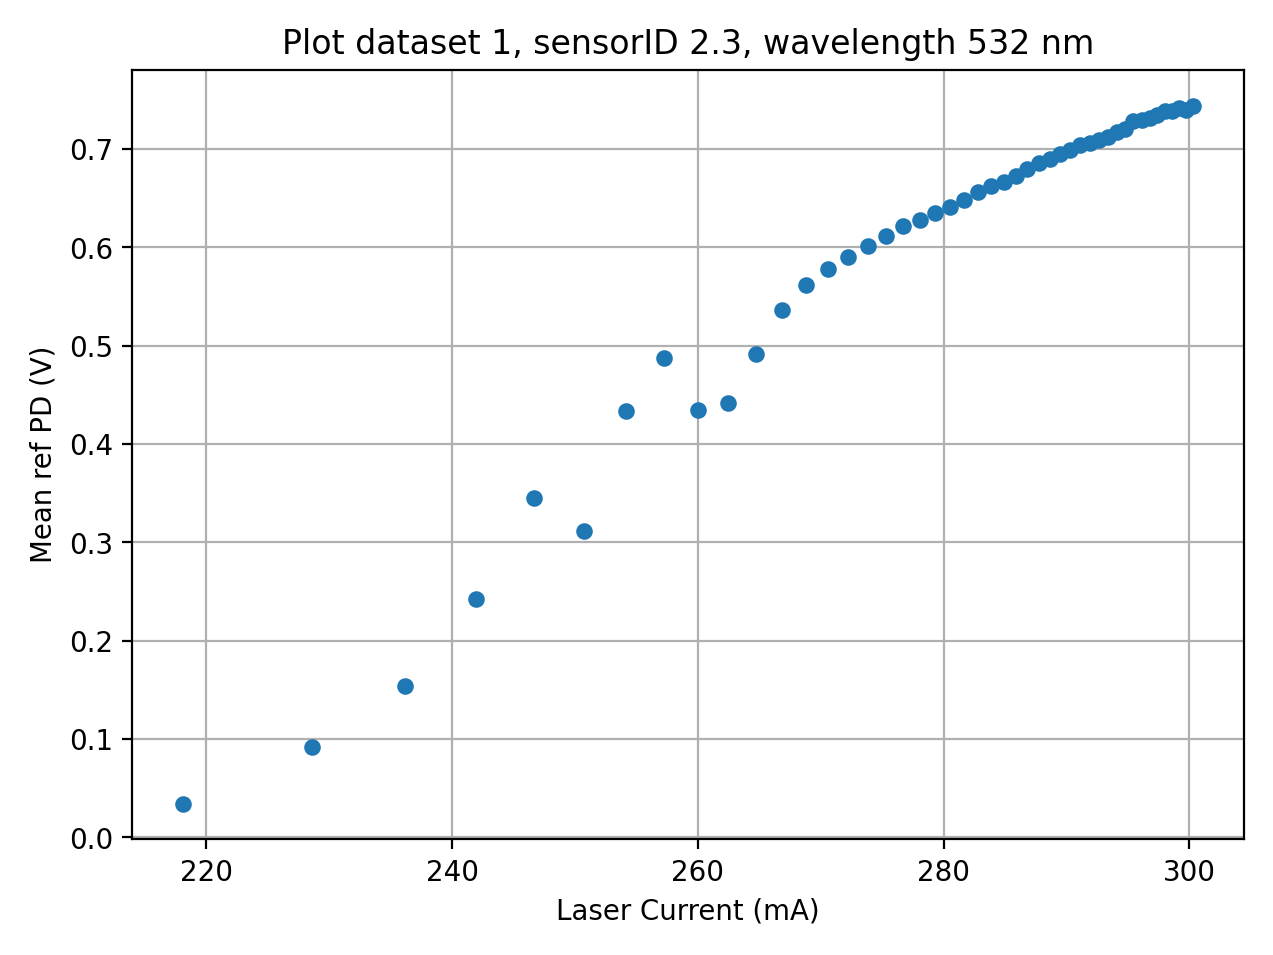 Plot dataset 1, sensorID 2.3, wavelength 532 nm
Mean ref PD (V)
0.7
0.6
0.5
0.4
0.3
0.2
0.1
0.0
220 240 260 280 300
Laser Current (mA)